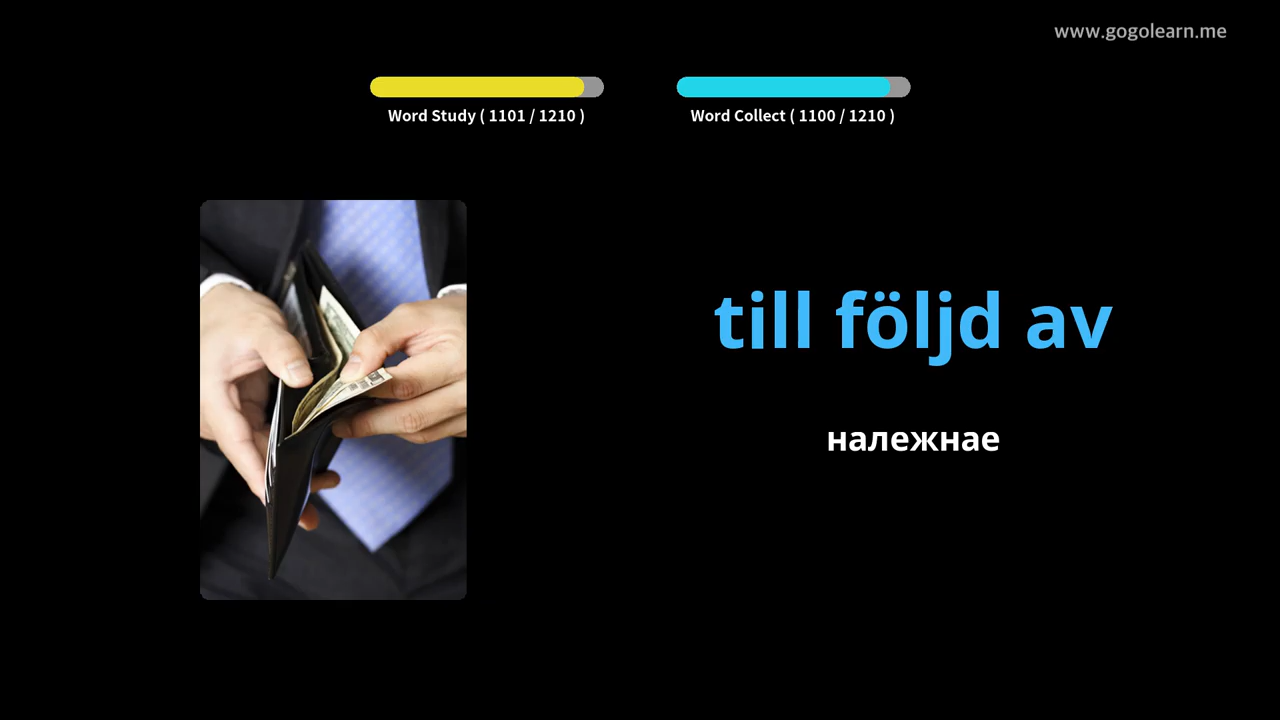 www.gogolearn.me
Word Study ( 1101 / 1210 )
Word Collect ( 1100 / 1210 )
till följd av
належнае